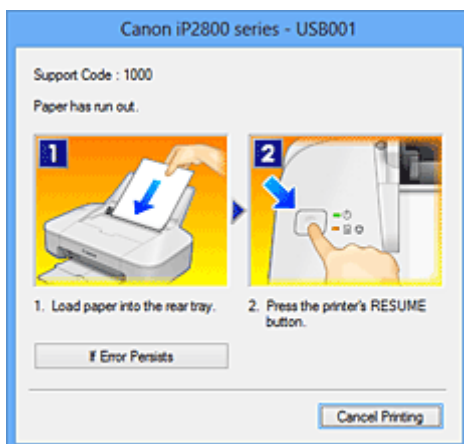 Canon iP2800 series - USB001
Support Code : 1000
Paper has run out.
1
2
1. Load paper into the rear tray.
2. Press the printer's RESUME
button.
If Error Persists
Cancel Printing